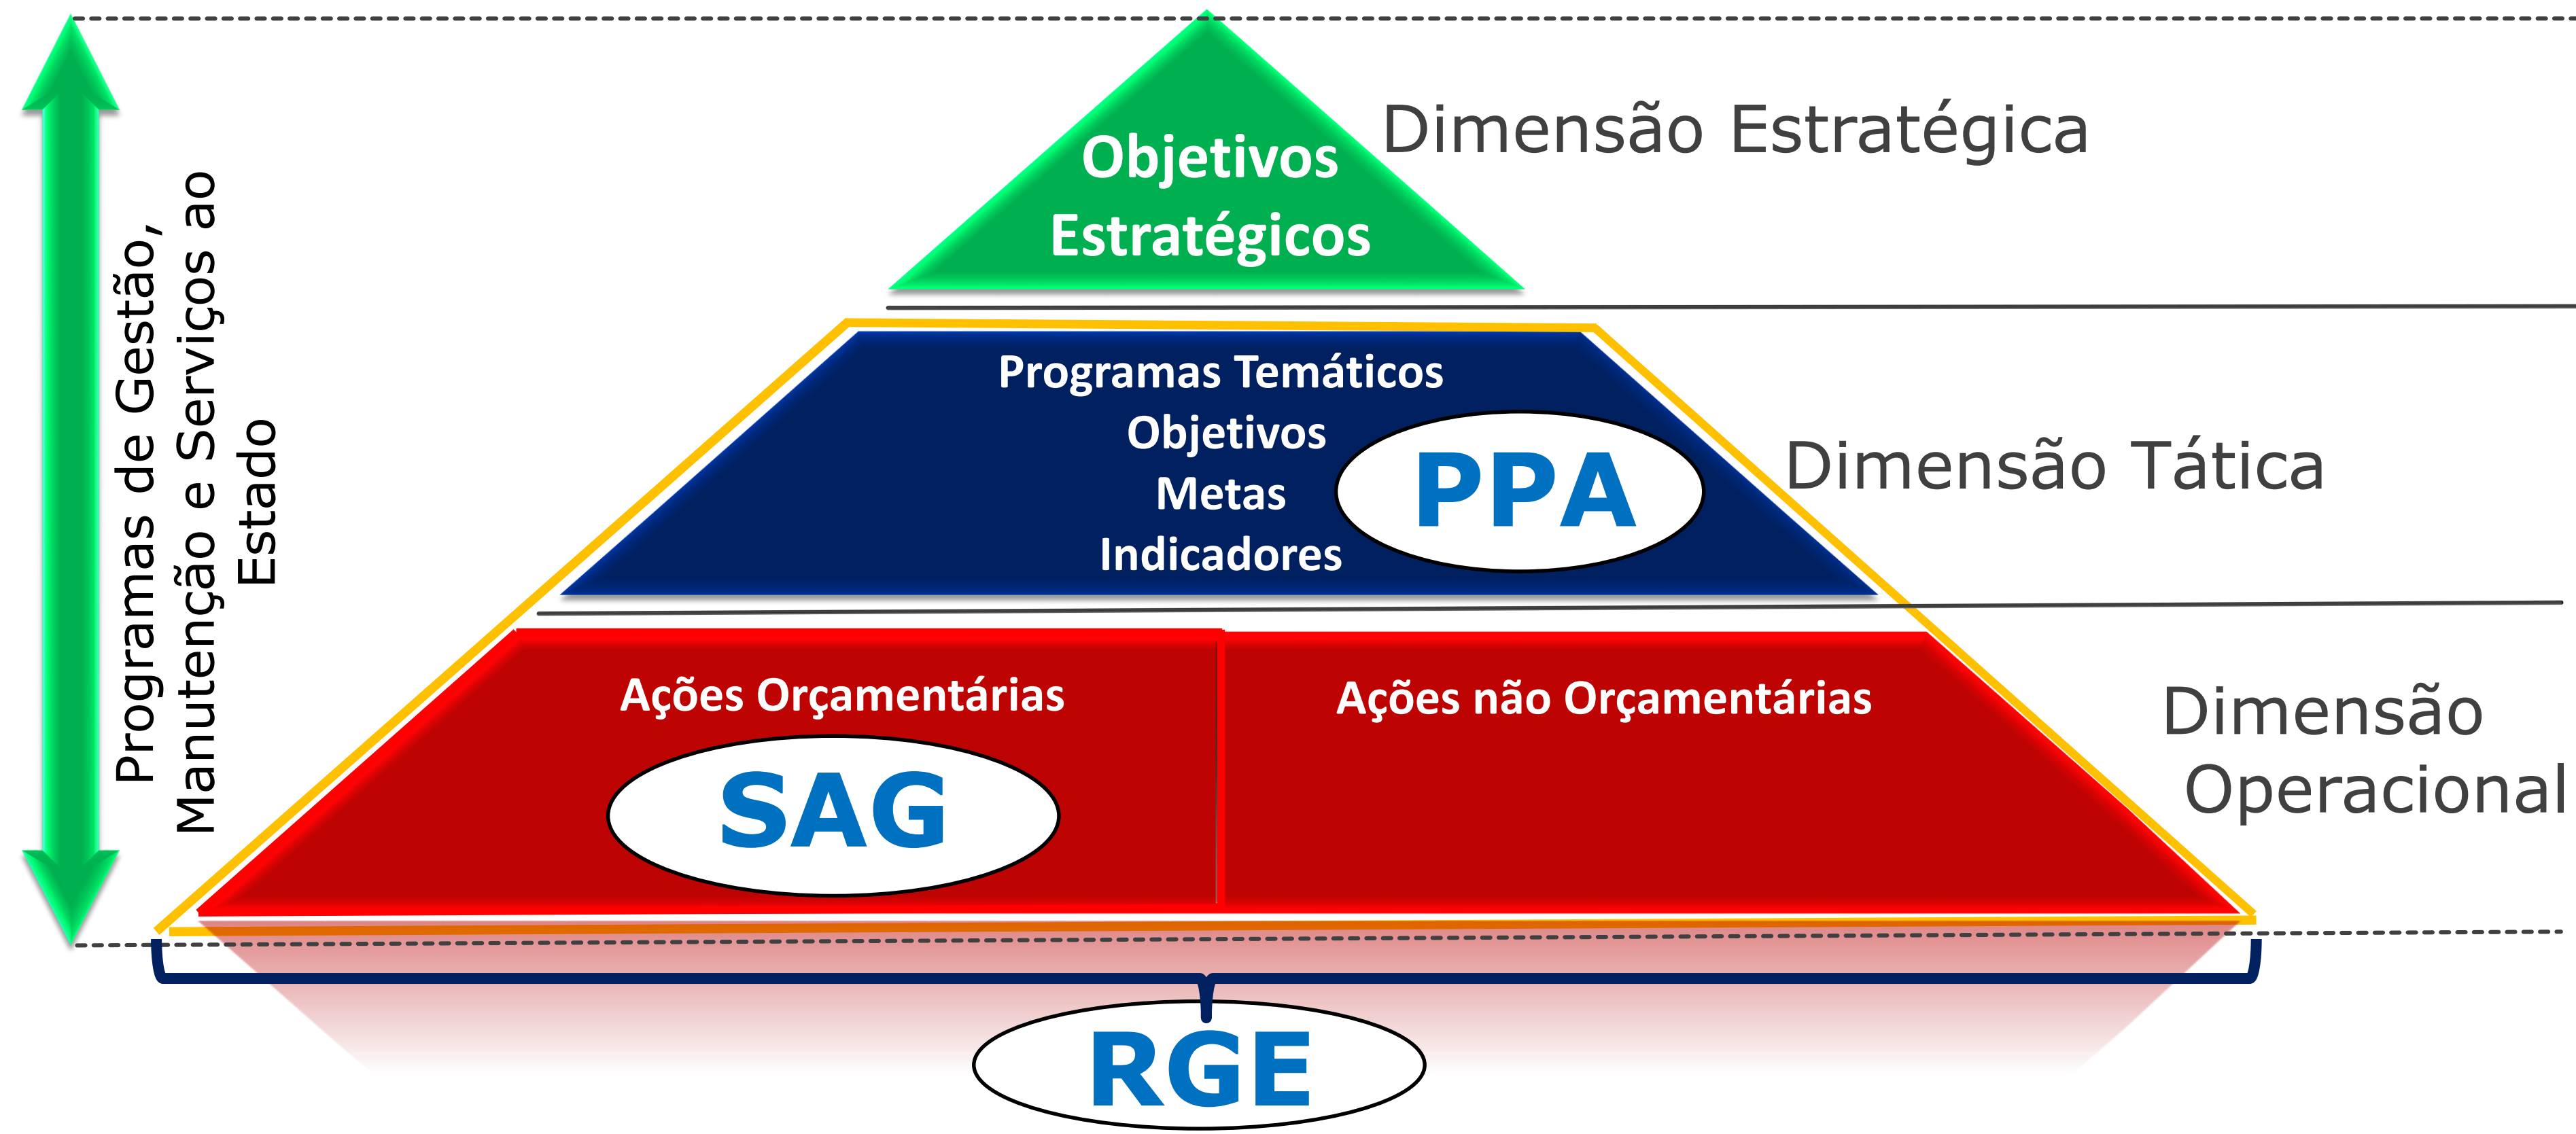 Objetivos
Estratégicos
Dimensão Estratégica
Programas de Gestão,
Manutenção e Serviços ao
Estado
Programas Temáticos
Objetivos
Metas
Indicadores
PPA
Dimensão Tática
Ações Orçamentárias
SAG
Ações não Orçamentárias
Dimensão
Operacional
RGE